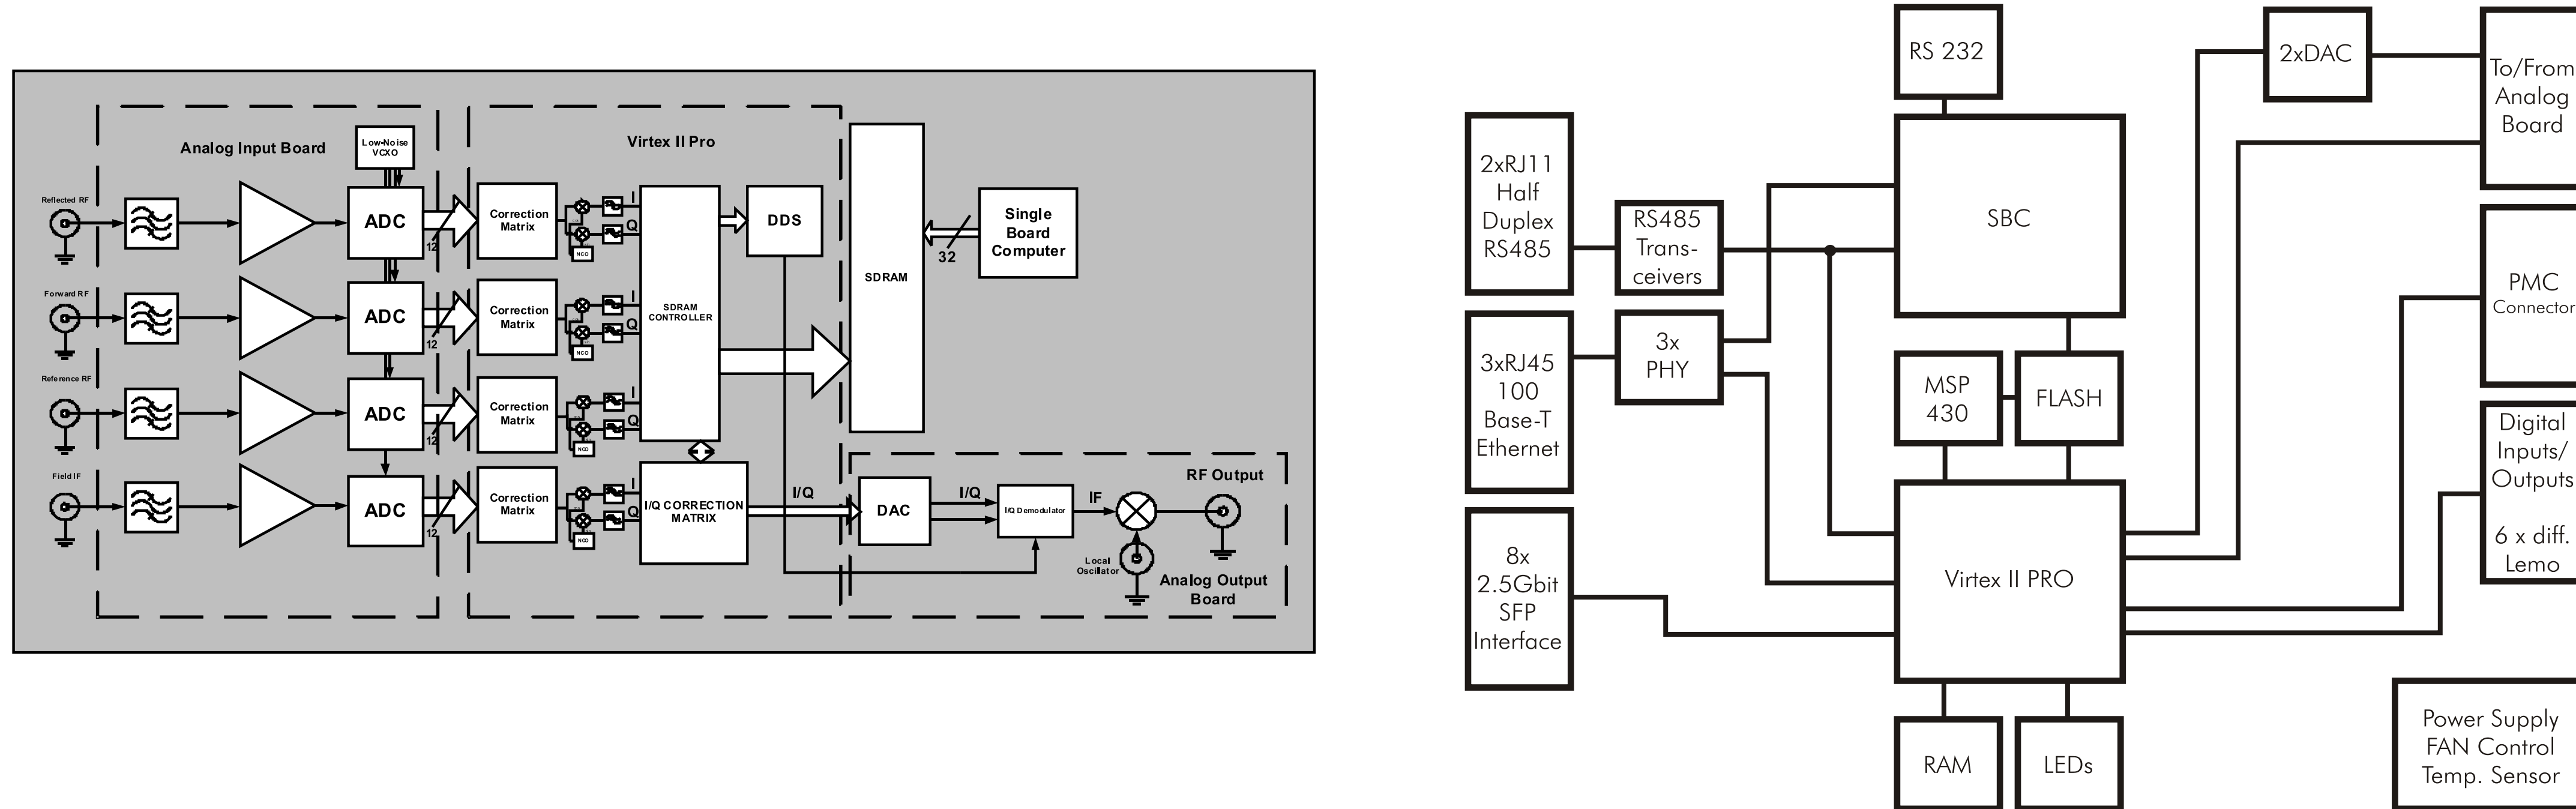 Analog Input Board
Low-Noise
VCXO
Virtex II Pro
Reflected RF
ADC
12
Correction
Matrix
I
Q
NCO
Forward RF
ADC
12
Correction
Matrix
I
Q
NCO
Reference RF
ADC
12
Correction
Matrix
I
Q
NCO
Field IF
ADC
12
Correction
Matrix
I
Q
NCO
SDRAM
CONTROLLER
DDS
I/Q CORRECTION
MATRIX
SDRAM
32
Single
Board
Computer
I/Q
DAC
I/Q
I/Q Demodulator
IF
RF Output
Local
Oscillator
Analog Output
Board
RS 232
2xDAC
To/From
Analog
Board
2xRJ11
Half
Duplex
RS485
RS485
Trans-
ceivers
SBC
PMC
Connector
3xRJ45
100
Base-T
Ethernet
3x
PHY
MSP
430
FLASH
Digital
Inputs/
Outputs
6 x diff.
Lemo
8x
2.5Gbit
SFP
Interface
Virtex II PRO
RAM
LEDs
Power Supply
FAN Control
Temp. Sensor